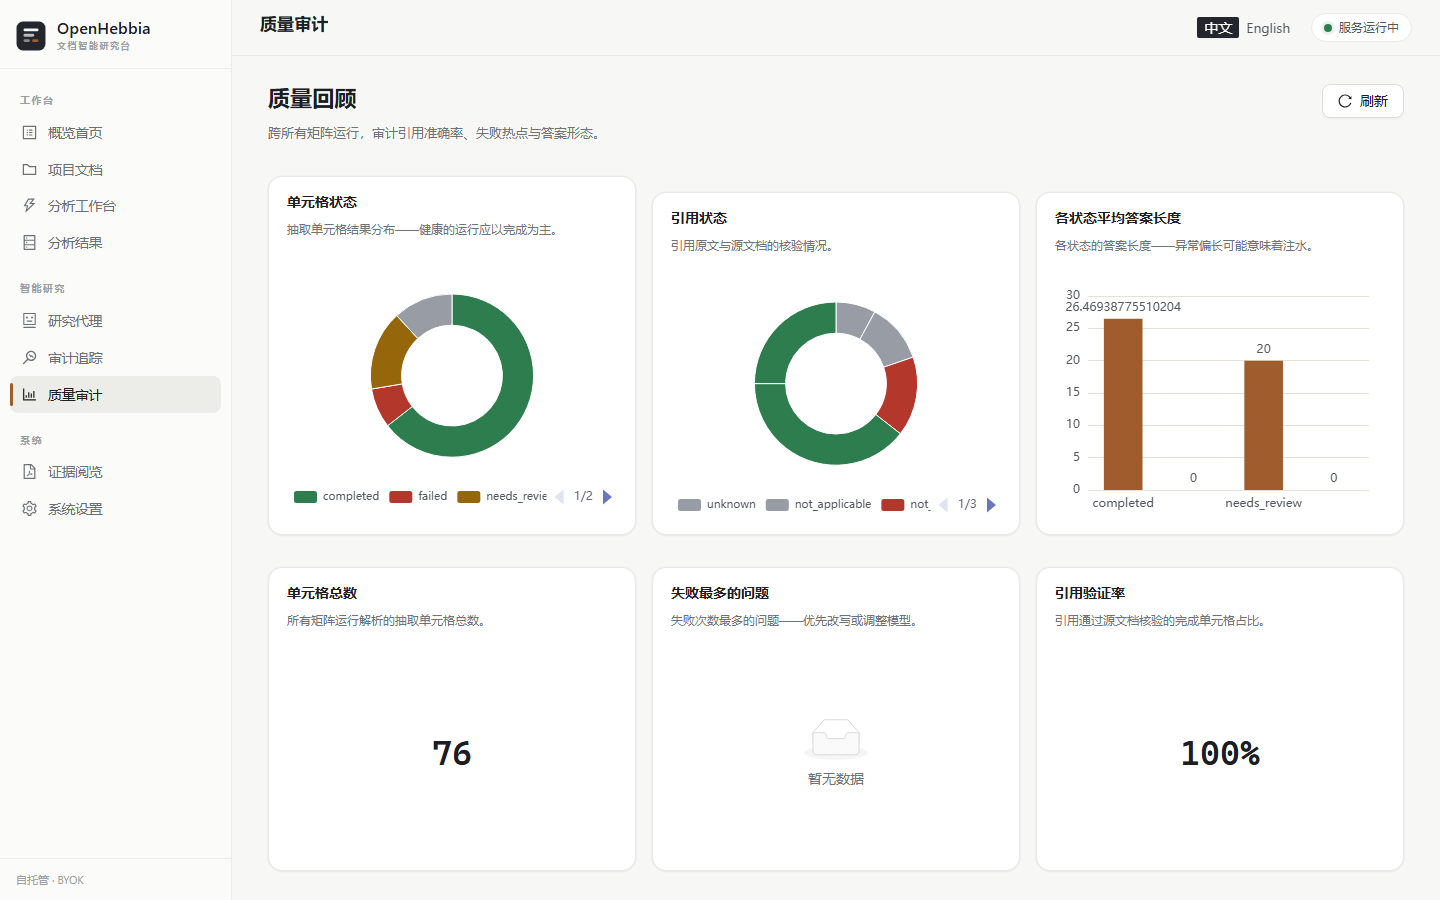 OpenHebbia
文档智能研究台
工作台
概览首页
项目文档
分析工作台
分析结果
智能研究
研究代理
审计追踪
质量审计
系统
证据阅览
系统设置
自托管 · BYOK
质量审计
中文 English
服务运行中
质量回顾
跨所有矩阵运行，审计引用准确率、失败热点与答案形态。
刷新
单元格状态
抽取单元格结果分布——健康的运行应以完成为主。
completed failed needs_revie 1/2
引用状态
引用原文与源文档的核验情况。
unknown not_applicable not_ 1/3
各状态平均答案长度
各状态的答案长度——异常偏长可能意味着注水。
30
26.46938775510204
25
20
20
15
10
5
0
0
0
completed
needs_review
单元格总数
所有矩阵运行解析的抽取单元格总数。
76
失败最多的问题
失败次数最多的问题——优先改写或调整模型。
暂无数据
引用验证率
引用通过源文档核验的完成单元格占比。
100%